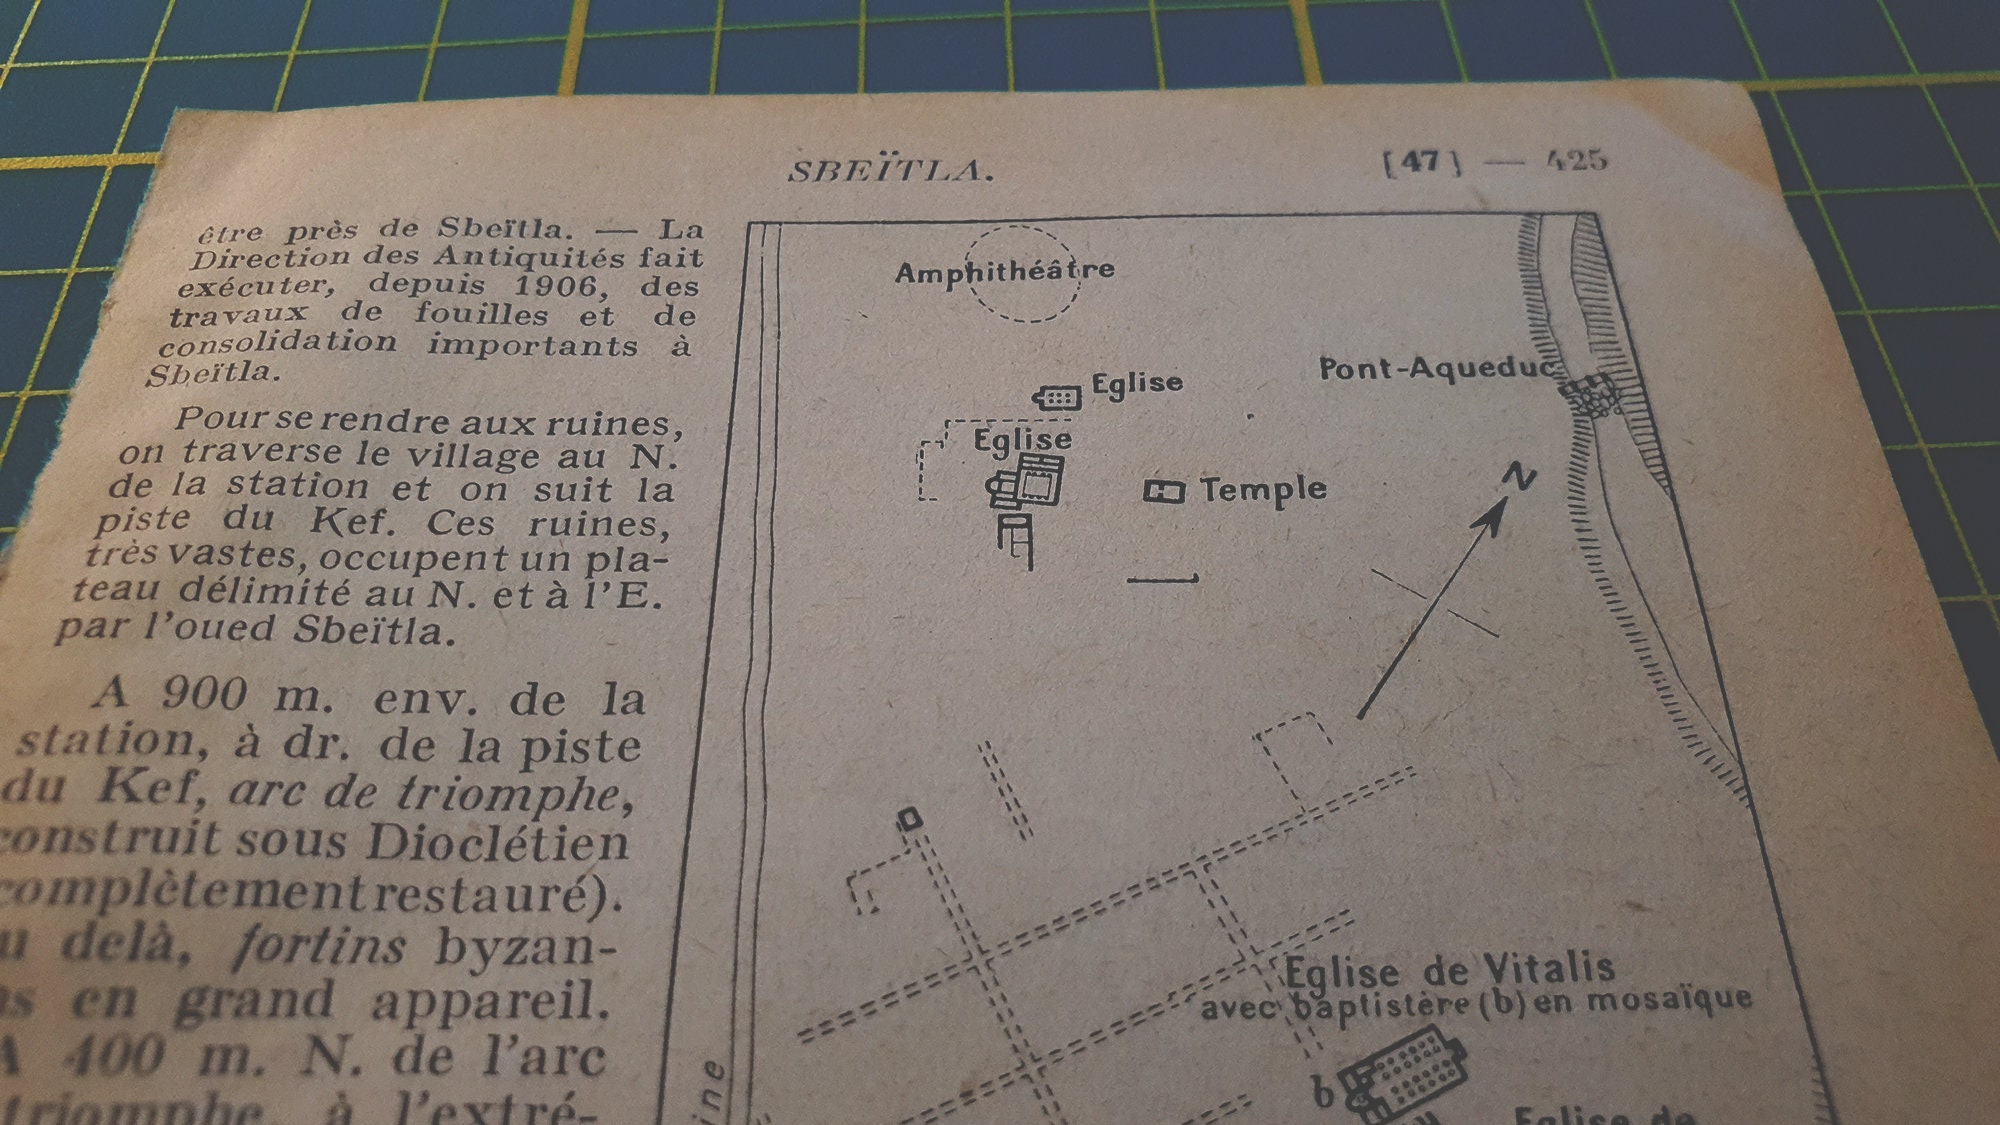 SBEÏTLA.
[47] — 425
être près de Sbeïtla. — La
Direction des Antiquités fait
exécuter, depuis 1906, des
travaux de fouilles et de
consolidation importants à
Sbeïtla.
Pour se rendre aux ruines,
on traverse le village au N.
de la station et on suit la
piste du Kef. Ces ruines,
très vastes, occupent un pla-
teau délimité au N. et à l'E.
par l'oued Sbeïtla.
A 900 m. env. de la
station, à dr. de la piste
du Kef, arc de triomphe,
construit sous Dioclétien
complètement restauré).
delà, fortins byzan-
en grand appareil.
A 400 m. N. de l'arc
triomphe, à l'extré-
Amphithéâtre
Eglise
Pont-Aqueduc
Eglise
Temple
N
Eglise de Vitalis
avec baptistère (b) en mosaïque
b
Eglise de